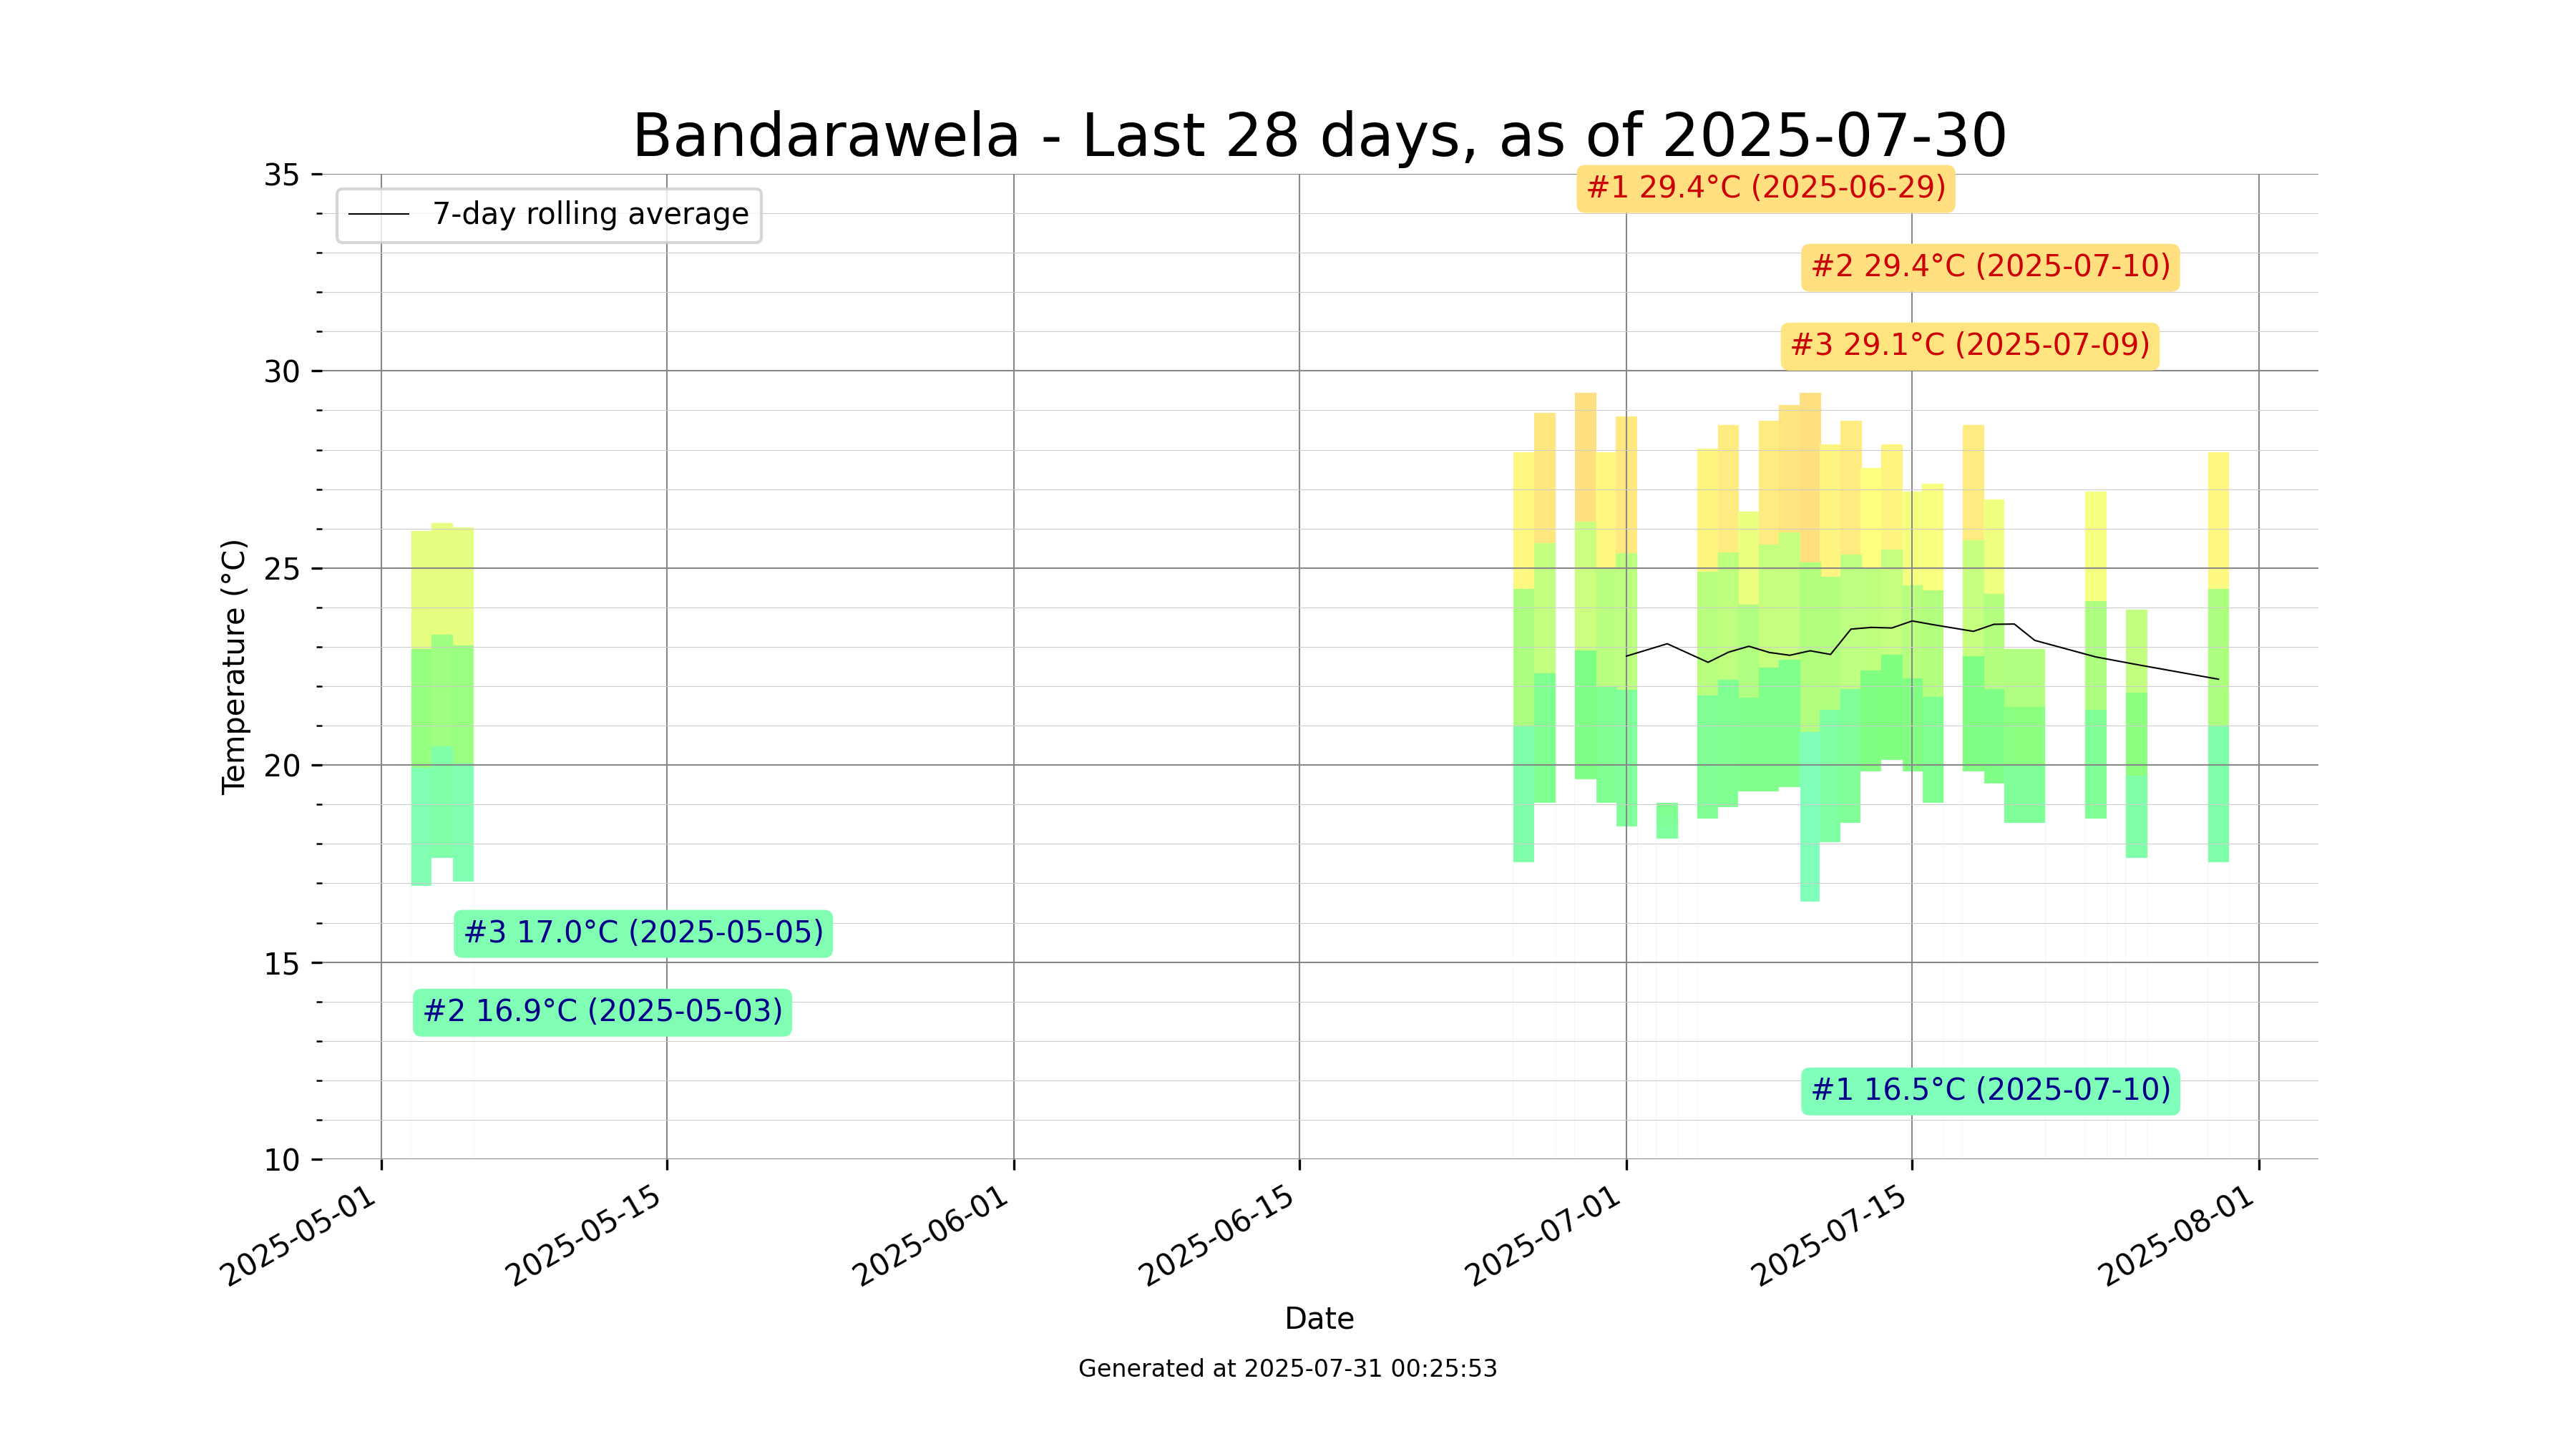 Bandarawela - Last 28 days, as of 2025-07-30
7-day rolling average
#1 29.4°C (2025-06-29)
#2 29.4°C (2025-07-10)
#3 29.1°C (2025-07-09)
#3 17.0°C (2025-05-05)
#2 16.9°C (2025-05-03)
#1 16.5°C (2025-07-10)
Temperature (°C)
35
30
25
20
15
10
2025-05-01
2025-05-15
2025-06-01
2025-06-15
2025-07-01
2025-07-15
2025-08-01
Date
Generated at 2025-07-31 00:25:53